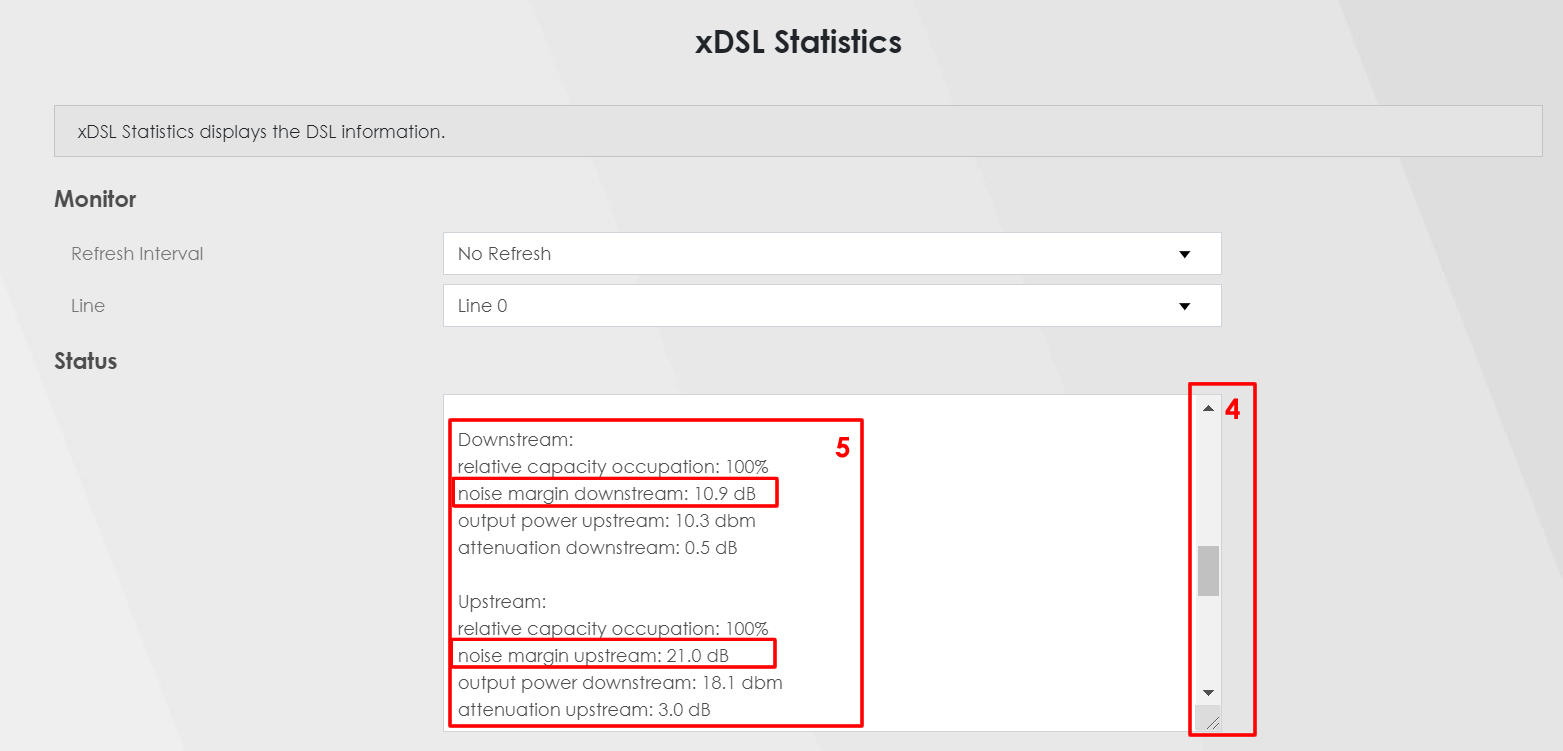 xDSL Statistics
xDSL Statistics displays the DSL information.
Monitor
Refresh Interval No Refresh
Line Line 0
Status
4
5
Downstream:
relative capacity occupation: 100%
noise margin downstream: 10.9 dB
output power upstream: 10.3 dbm
attenuation downstream: 0.5 dB
Upstream:
relative capacity occupation: 100%
noise margin upstream: 21.0 dB
output power downstream: 18.1 dbm
attenuation upstream: 3.0 dB